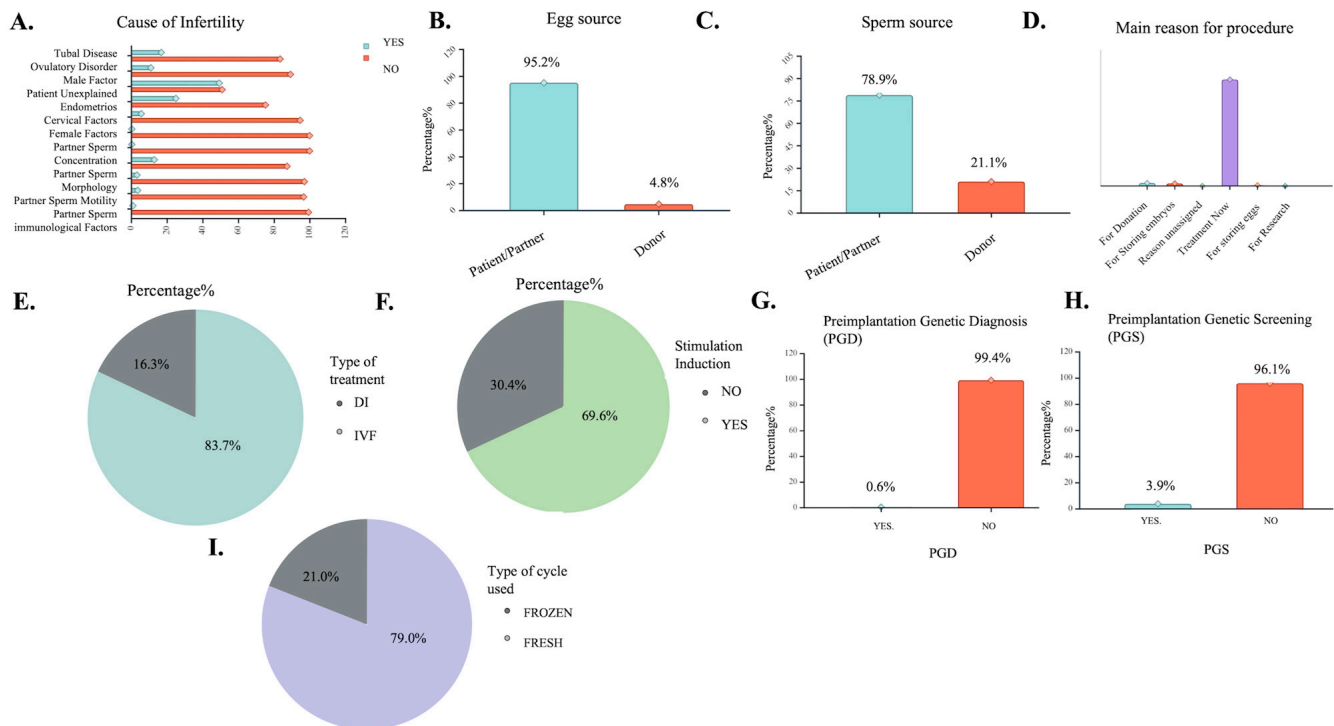 A.
Cause of Infertility
YES
NO
Tubal Disease
Ovulatory Disorder
Male Factor
Patient Unexplained
Endometrios
Cervical Factors
Female Factors
Partner Sperm
Concentration
Partner Sperm
Morphology
Partner Sperm Motility
Partner Sperm
immunological Factors
0
20
40
60
80
100
120
B.
Egg source
Percentage%
120
100
80
60
40
20
0
95.2%
4.8%
Patient/Partner
Donor
C.
Sperm source
Percentage%
105
90
75
60
45
30
15
0
78.9%
21.1%
Patient/Partner
Donor
D.
Main reason for procedure
For Donation
For Storing embryos
Reason unassigned
Treatment Now
For storing eggs
For Research
E.
Percentage%
16.3%
83.7%
Type of
treatment
DI
IVF
F.
Percentage%
30.4%
69.6%
Stimulation
Induction
NO
YES
G.
Preimplantation Genetic Diagnosis
(PGD)
Percentage%
120
100
80
60
40
20
0
0.6%
99.4%
YES.
NO
PGD
H.
Preimplantation Genetic Screening
(PGS)
Percentage%
120
100
80
60
40
20
0
3.9%
96.1%
YES.
NO
PGS
I.
21.0%
79.0%
Type of cycle
used
FROZEN
FRESH